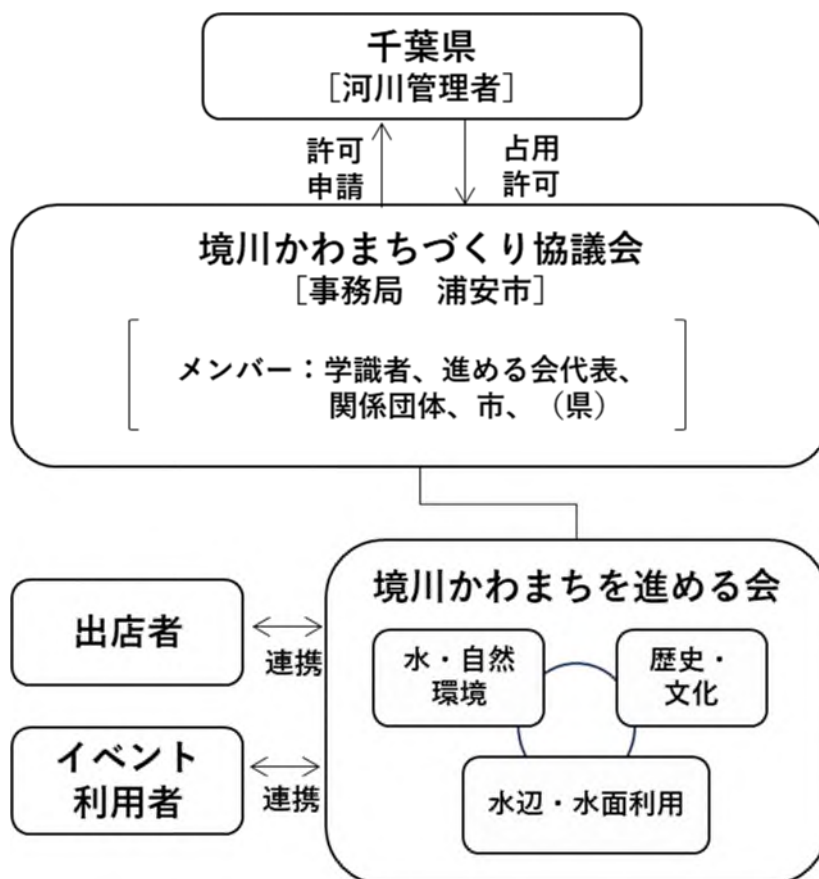 千葉県
［河川管理者］
許可
申請
占用
許可
境川かわまちづくり協議会
［事務局　浦安市］
メンバー：学識者、進める会代表、
関係団体、市、（県）
境川かわまちを進める会
出店者
連携
水・自然
環境
歴史・
文化
イベント
利用者
連携
水辺・水面利用